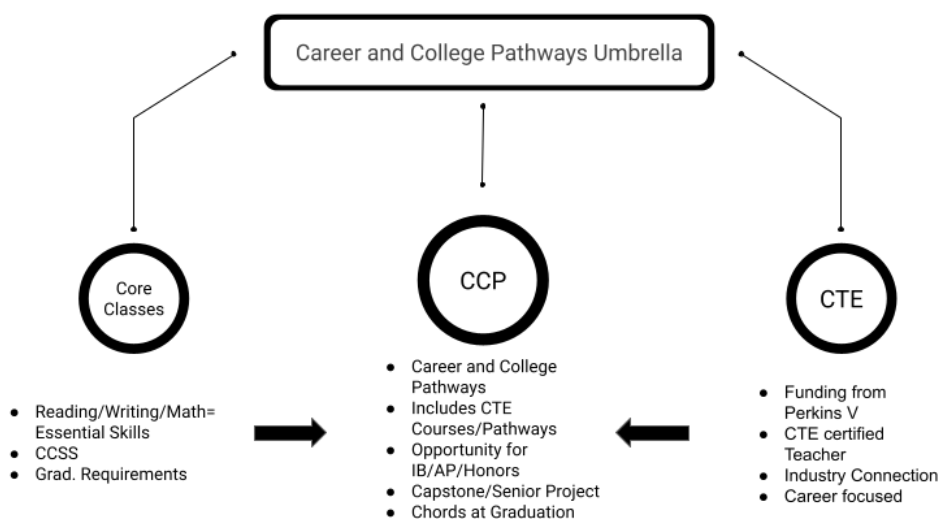 Career and College Pathways Umbrella
Core
Classes
● Reading/Writing/Math=
Essential Skills
● CCSS
● Grad. Requirements
CCP
● Career and College
Pathways
● Includes CTE
Courses/Pathways
● Opportunity for
IB/AP/Honors
● Capstone/Senior Project
● Chords at Graduation
CTE
● Funding from
Perkins V
● CTE certified
Teacher
● Industry Connection
● Career focused